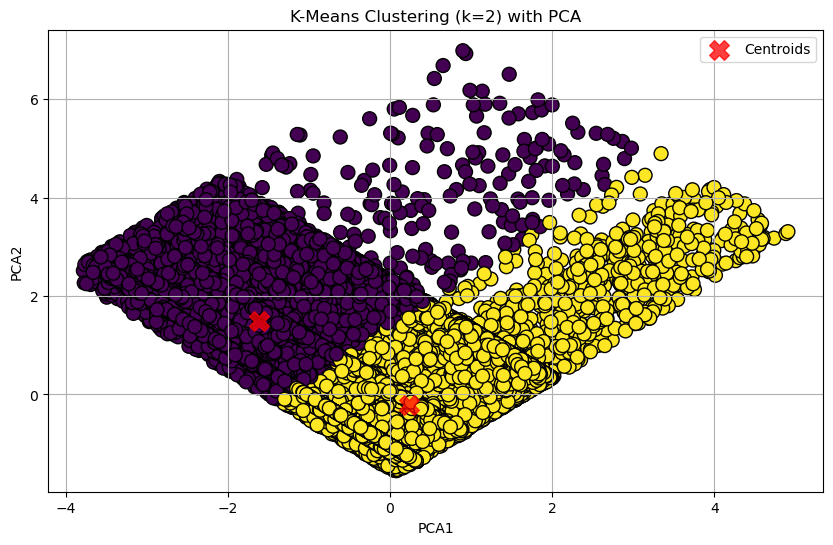 K-Means Clustering (k=2) with PCA
Centroids
6
4
2
0
PCA2
−4
−2
0
2
4
PCA1